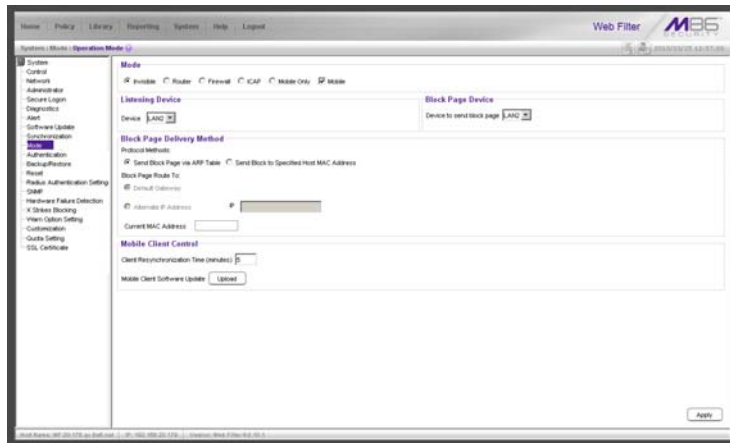 Home Policy Library Reporting System Help Logout
Web Filter
M86
SECURITY
System : Mode : Operation Mode
System
Control
Network
Administrator
Secure Logon
Diagnostics
Alert
Software Update
Synchronization
Mode
Authentication
Backup/Restore
Reset
Radius Authentication Setting
SNMP
Hardware Failure Detection
X Strikes Blocking
Warn Option Setting
Customization
Quota Setting
SSL Certificate
Mode
Invisible Router Firewall ICAP Mobile Only Mobile
Listening Device
Device LAN2
Block Page Device
Device to send block page LAN2
Block Page Delivery Method
Protocol Methods:
Send Block Page via ARP Table Send Block to Specified Host MAC Address
Block Page Route To:
Default Gateway
Alternate IP Address IP
Current MAC Address
Mobile Client Control
Client Resynchronization Time (minutes)
Mobile Client Software Update Upload
Apply